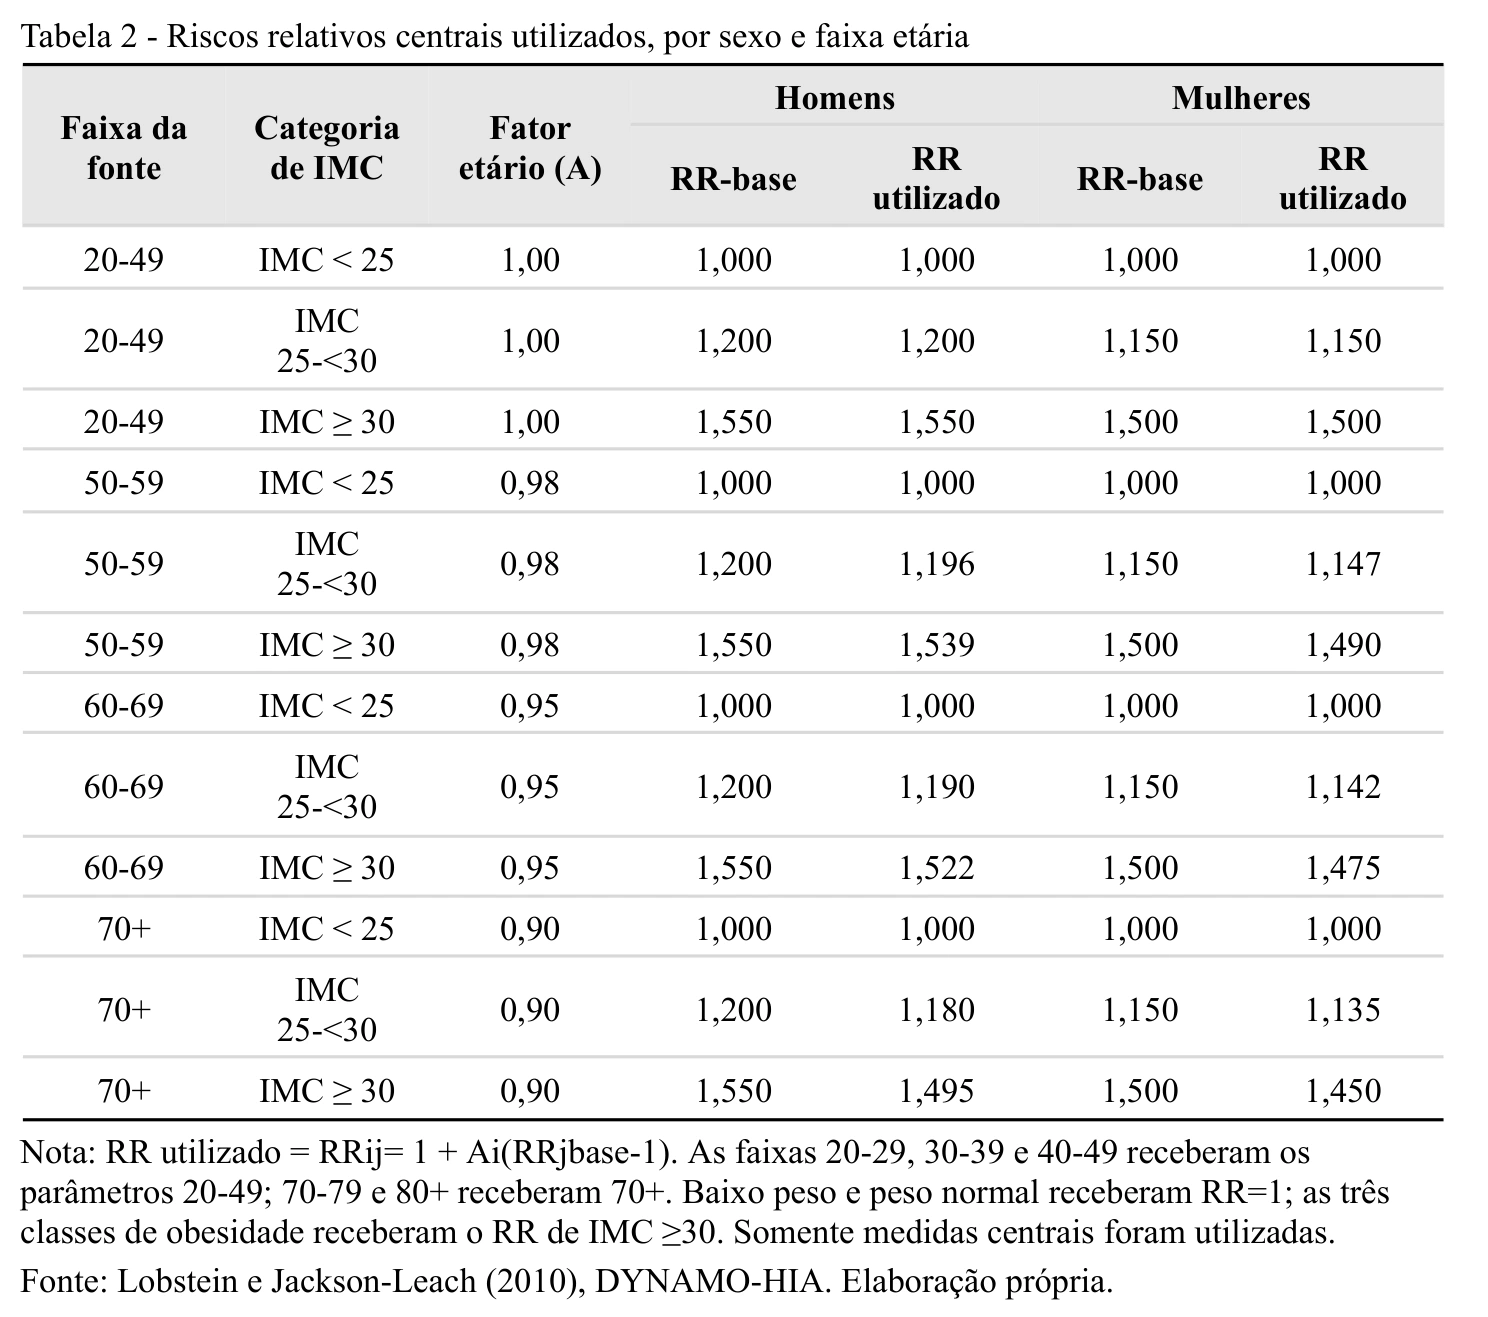 Tabela 2 - Riscos relativos centrais utilizados, por sexo e faixa etária
Faixa da fonte Categoria de IMC Fator etário (A) Homens Mulheres
RR-base RR utilizado RR-base RR utilizado
20-49 IMC < 25 1,00 1,000 1,000 1,000 1,000
20-49 IMC 25-<30 1,00 1,200 1,200 1,150 1,150
20-49 IMC ≥ 30 1,00 1,550 1,550 1,500 1,500
50-59 IMC < 25 0,98 1,000 1,000 1,000 1,000
50-59 IMC 25-<30 0,98 1,200 1,196 1,150 1,147
50-59 IMC ≥ 30 0,98 1,550 1,539 1,500 1,490
60-69 IMC < 25 0,95 1,000 1,000 1,000 1,000
60-69 IMC 25-<30 0,95 1,200 1,190 1,150 1,142
60-69 IMC ≥ 30 0,95 1,550 1,522 1,500 1,475
70+ IMC < 25 0,90 1,000 1,000 1,000 1,000
70+ IMC 25-<30 0,90 1,200 1,180 1,150 1,135
70+ IMC ≥ 30 0,90 1,550 1,495 1,500 1,450
Nota: RR utilizado = RRij= 1 + Ai(RRjbase-1). As faixas 20-29, 30-39 e 40-49 receberam os
parâmetros 20-49; 70-79 e 80+ receberam 70+. Baixo peso e peso normal receberam RR=1; as três
classes de obesidade receberam o RR de IMC ≥30. Somente medidas centrais foram utilizadas.
Fonte: Lobstein e Jackson-Leach (2010), DYNAMO-HIA. Elaboração própria.